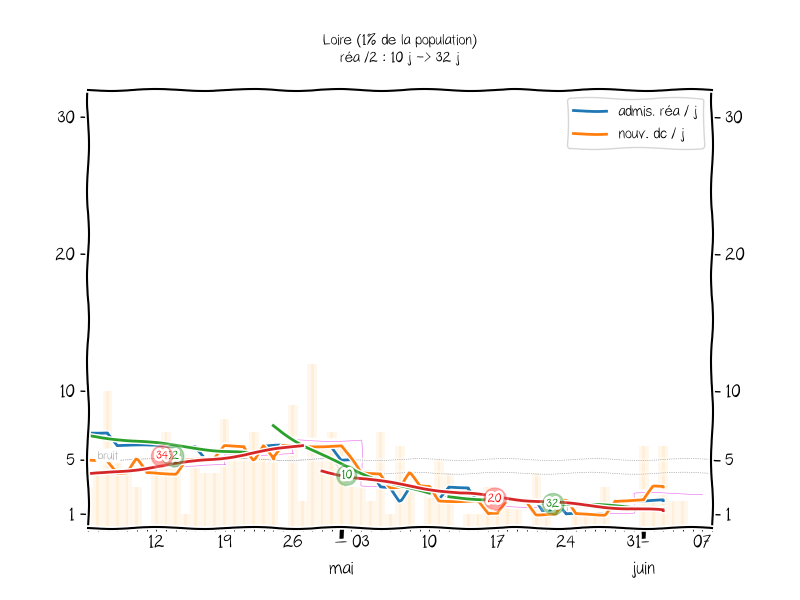 Loire (1% de la population)
réa /2 : 10 j -> 32 j
admis. réa / j
nouv. dc / j
30 30
20 20
10 10
bruit
5 5
1 1
34 2
10
20
32
12 19 26 03 10 17 24 31 07
mai juin